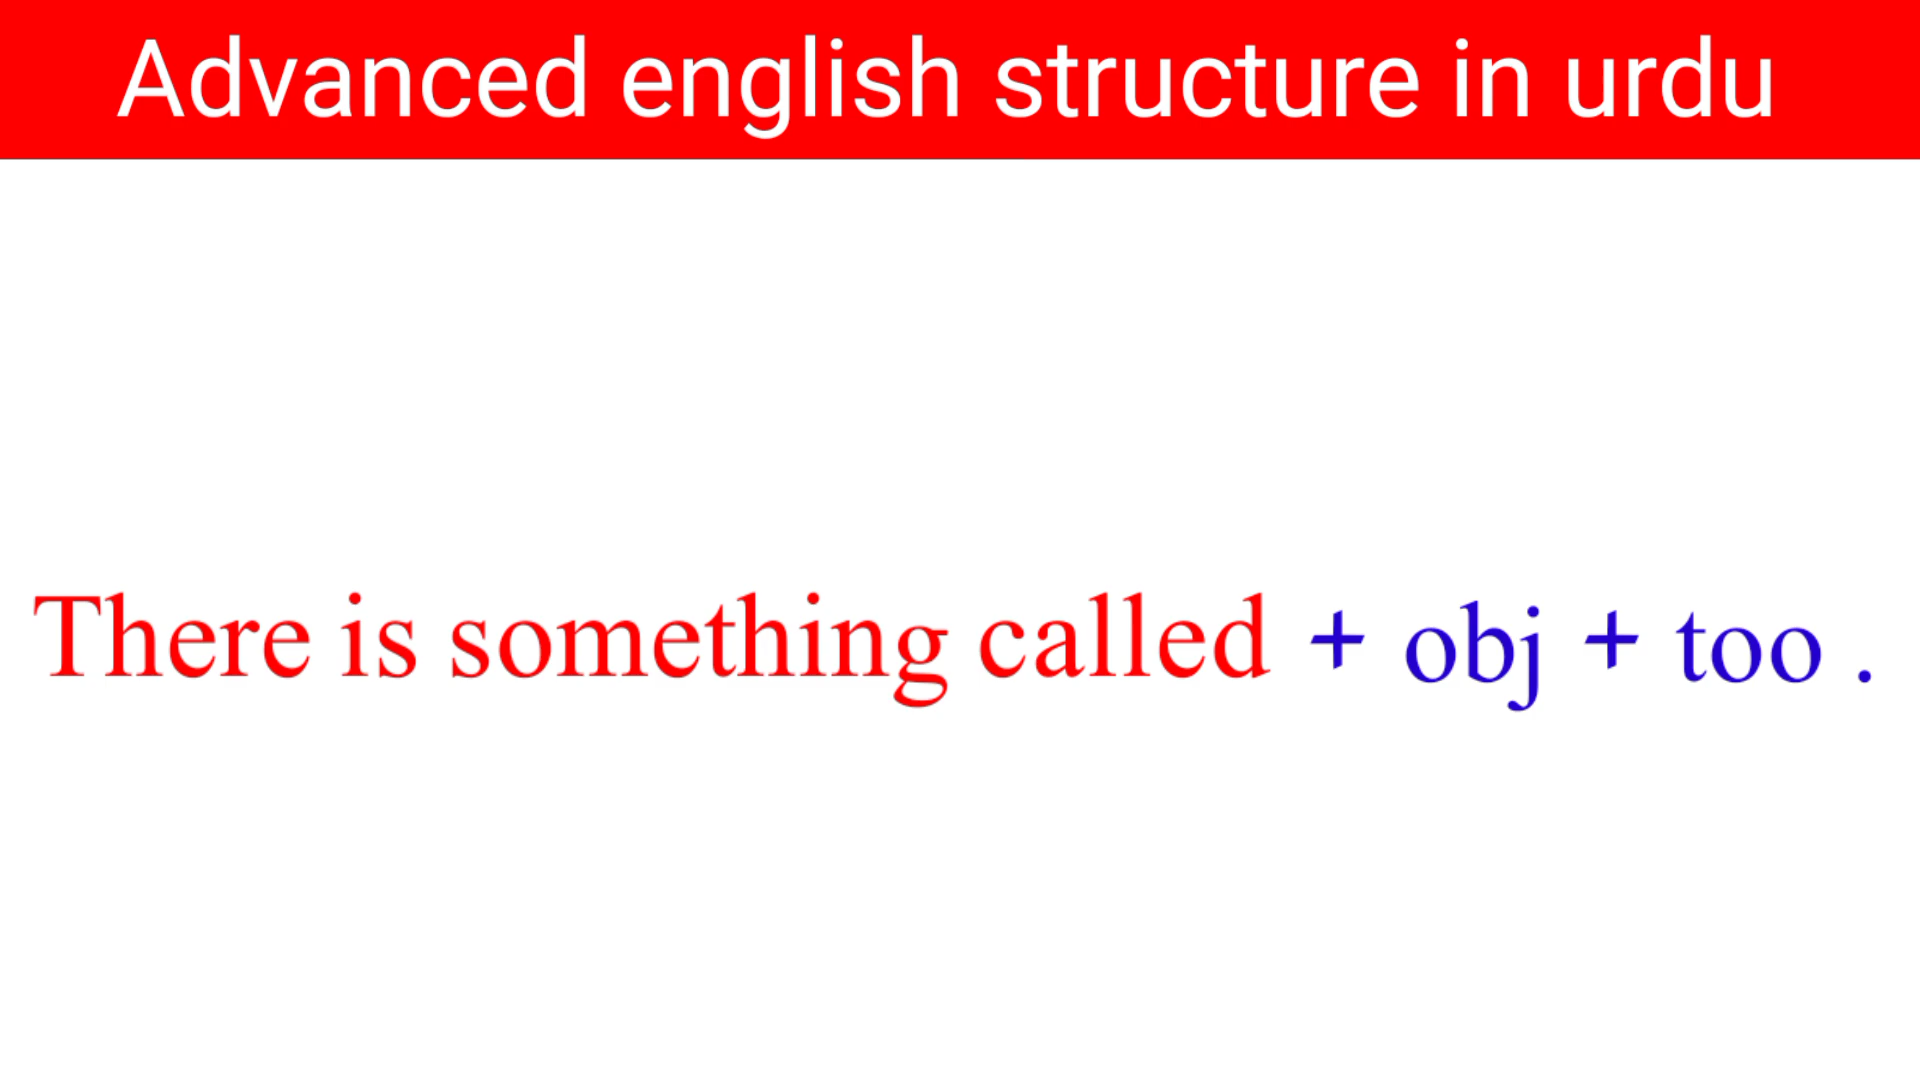 Advanced english structure in urdu
There is something called + obj + too .